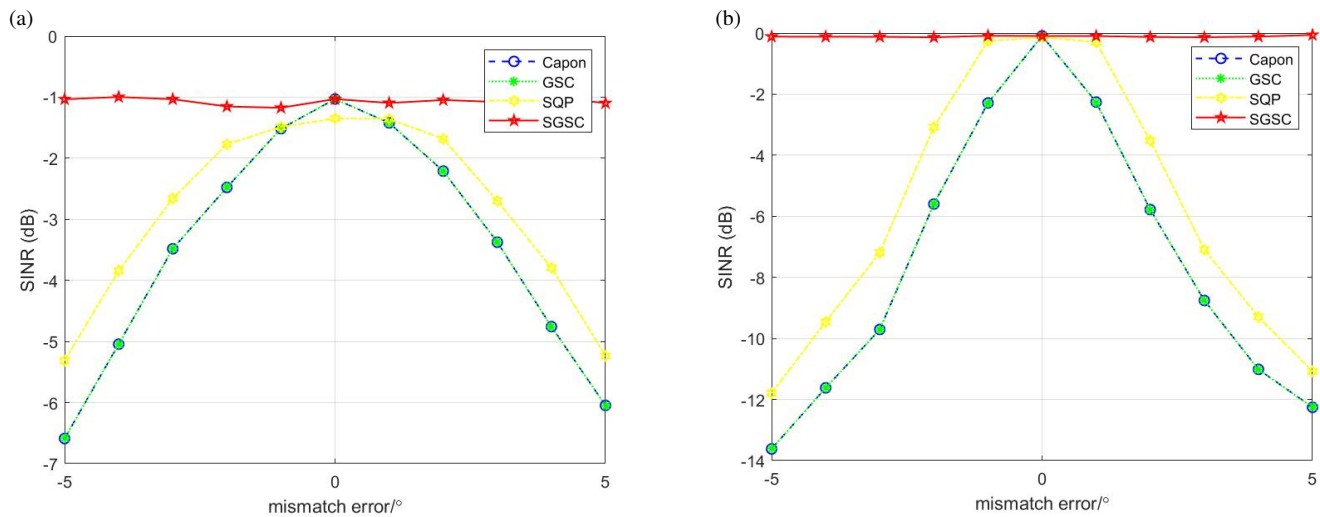 (a)
0
-1
-2
-3
-4
-5
-6
-7
SINR (dB)
Capon
GSC
SQP
SGSC
-5
0
5
mismatch error/°
(b)
0
-2
-4
-6
-8
-10
-12
-14
SINR (dB)
Capon
GSC
SQP
SGSC
-5
0
5
mismatch error/°